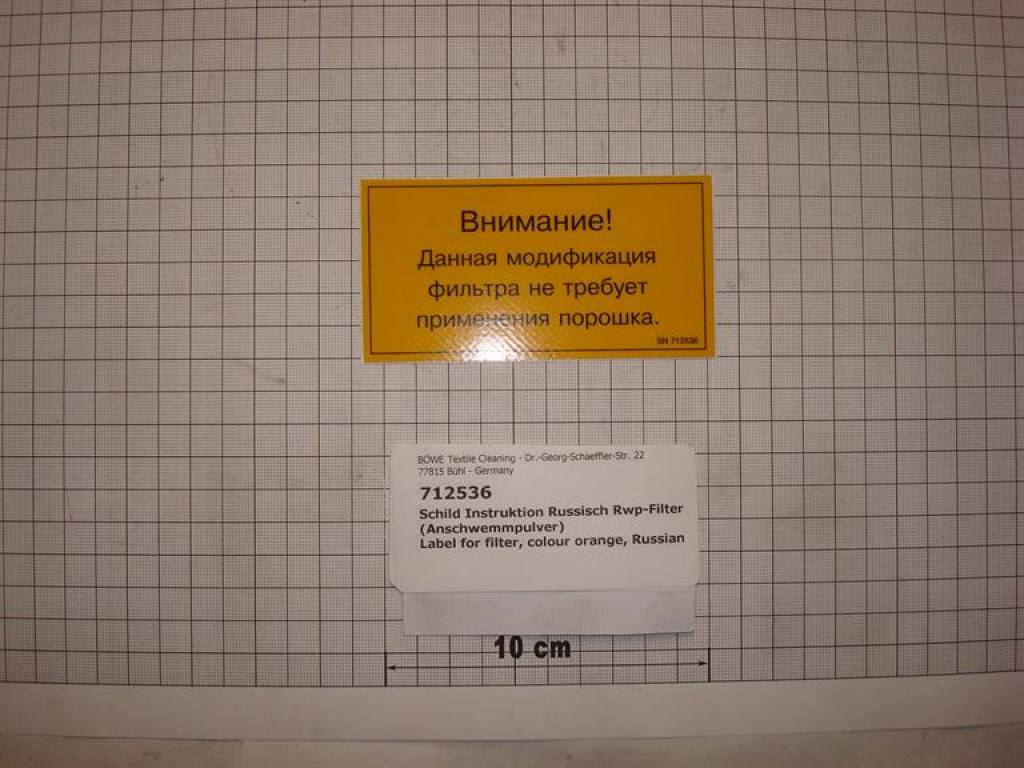 Внимание!
Данная модификация
фильтра не требует
применения порошка.
SN 712536
BÖWE Textile Cleaning - Dr.-Georg-Schaeffler-Str. 22
77815 Bühl - Germany
712536
Schild Instruktion Russisch Rwp-Filter
(Anschwemmpulver)
Label for filter, colour orange, Russian
10 cm